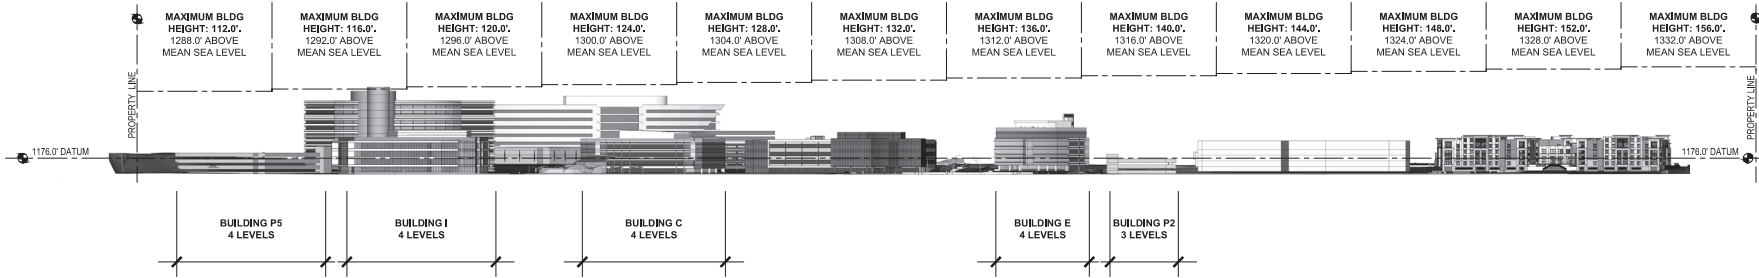 MAXIMUM BLDG
HEIGHT: 112.0'.
1288.0' ABOVE
MEAN SEA LEVEL
MAXIMUM BLDG
HEIGHT: 116.0'.
1292.0' ABOVE
MEAN SEA LEVEL
MAXIMUM BLDG
HEIGHT: 120.0'.
1296.0' ABOVE
MEAN SEA LEVEL
MAXIMUM BLDG
HEIGHT: 124.0'.
1300.0' ABOVE
MEAN SEA LEVEL
MAXIMUM BLDG
HEIGHT: 128.0'.
1304.0' ABOVE
MEAN SEA LEVEL
MAXIMUM BLDG
HEIGHT: 132.0'.
1308.0' ABOVE
MEAN SEA LEVEL
MAXIMUM BLDG
HEIGHT: 136.0'.
1312.0' ABOVE
MEAN SEA LEVEL
MAXIMUM BLDG
HEIGHT: 140.0'.
1316.0' ABOVE
MEAN SEA LEVEL
MAXIMUM BLDG
HEIGHT: 144.0'.
1320.0' ABOVE
MEAN SEA LEVEL
MAXIMUM BLDG
HEIGHT: 148.0'.
1324.0' ABOVE
MEAN SEA LEVEL
MAXIMUM BLDG
HEIGHT: 152.0'.
1328.0' ABOVE
MEAN SEA LEVEL
MAXIMUM BLDG
HEIGHT: 156.0'.
1332.0' ABOVE
MEAN SEA LEVEL
PROPERTY LINE
PROPERTY LINE
1176.0' DATUM
1176.0' DATUM
BUILDING P5
4 LEVELS
BUILDING I
4 LEVELS
BUILDING C
4 LEVELS
BUILDING E
4 LEVELS
BUILDING P2
3 LEVELS